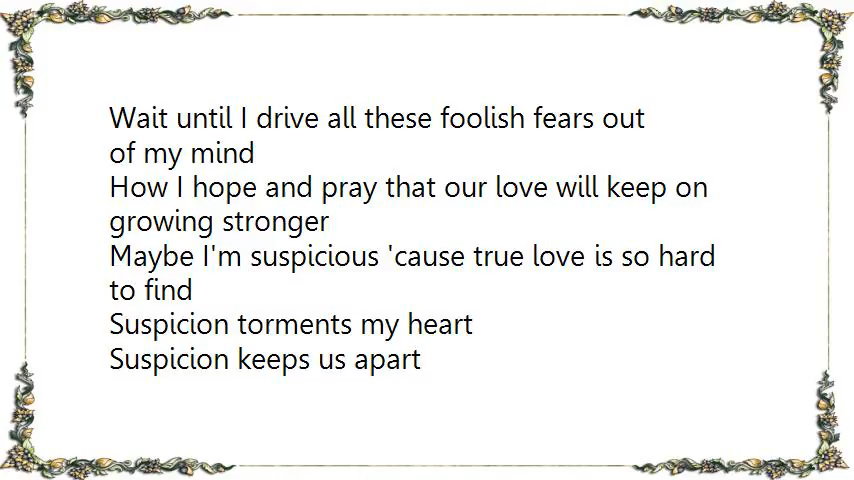 Wait until I drive all these foolish fears out
of my mind
How I hope and pray that our love will keep on
growing stronger
Maybe I'm suspicious 'cause true love is so hard
to find
Suspicion torments my heart
Suspicion keeps us apart